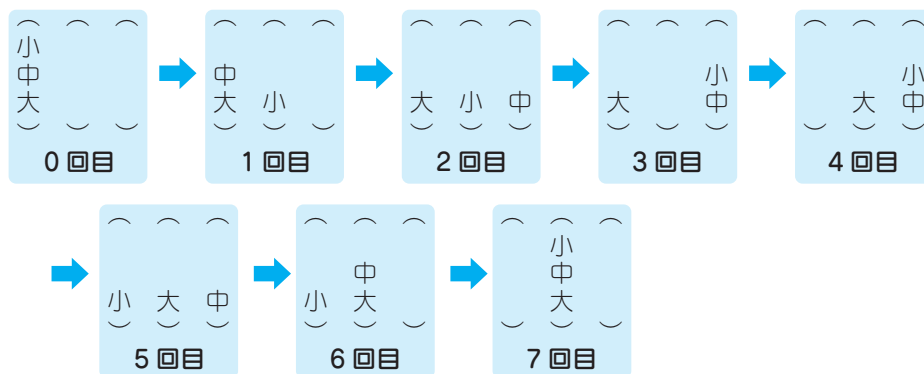 ⏜ ⏜ ⏜
小
中
大
⏝ ⏝ ⏝
0回目
⏜ ⏜ ⏜
中
大 小
⏝ ⏝ ⏝
1回目
⏜ ⏜ ⏜
大 小 中
⏝ ⏝ ⏝
2回目
⏜ ⏜ ⏜
小
大 中
⏝ ⏝ ⏝
3回目
⏜ ⏜ ⏜
小
大 中
⏝ ⏝ ⏝
4回目
⏜ ⏜ ⏜
小 大 中
⏝ ⏝ ⏝
5回目
⏜ ⏜ ⏜
中
小 大
⏝ ⏝ ⏝
6回目
⏜ ⏜ ⏜
小
中
大
⏝ ⏝ ⏝
7回目